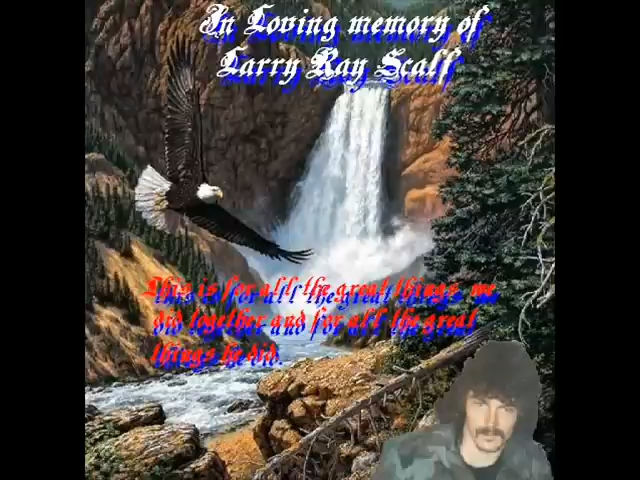 In Loving memory of
Larry Ray Scalf
This is for all the great things we
did together and for all the great
things he did.